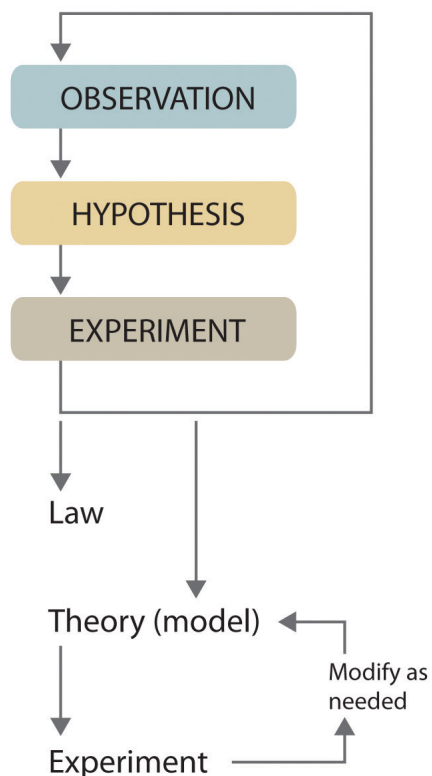 OBSERVATION
HYPOTHESIS
EXPERIMENT
Law
Theory (model)
Modify as
needed
Experiment